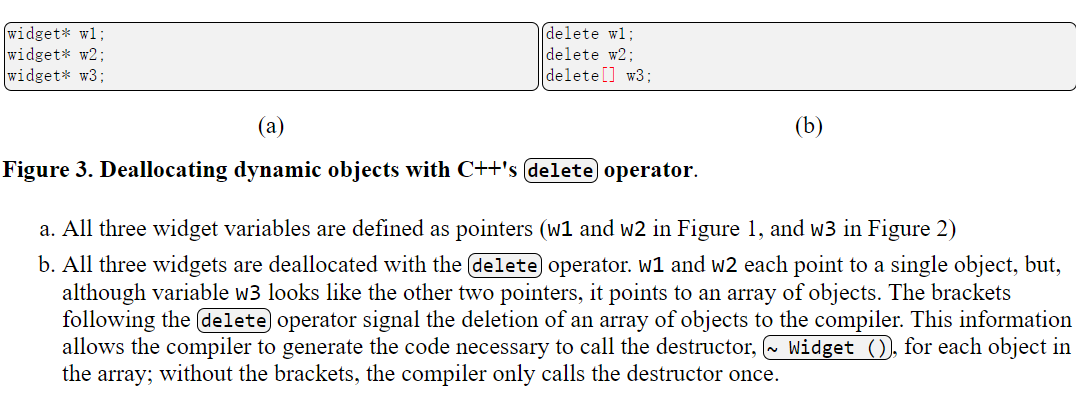 widget* w1;
widget* w2;
widget* w3;
delete w1;
delete w2;
delete[] w3;
(a)
(b)
Figure 3. Deallocating dynamic objects with C++'s delete operator.
a. All three widget variables are defined as pointers (w1 and w2 in Figure 1, and w3 in Figure 2)
b. All three widgets are deallocated with the delete operator. w1 and w2 each point to a single object, but,
although variable w3 looks like the other two pointers, it points to an array of objects. The brackets
following the delete operator signal the deletion of an array of objects to the compiler. This information
allows the compiler to generate the code necessary to call the destructor, ~ Widget (), for each object in
the array; without the brackets, the compiler only calls the destructor once.